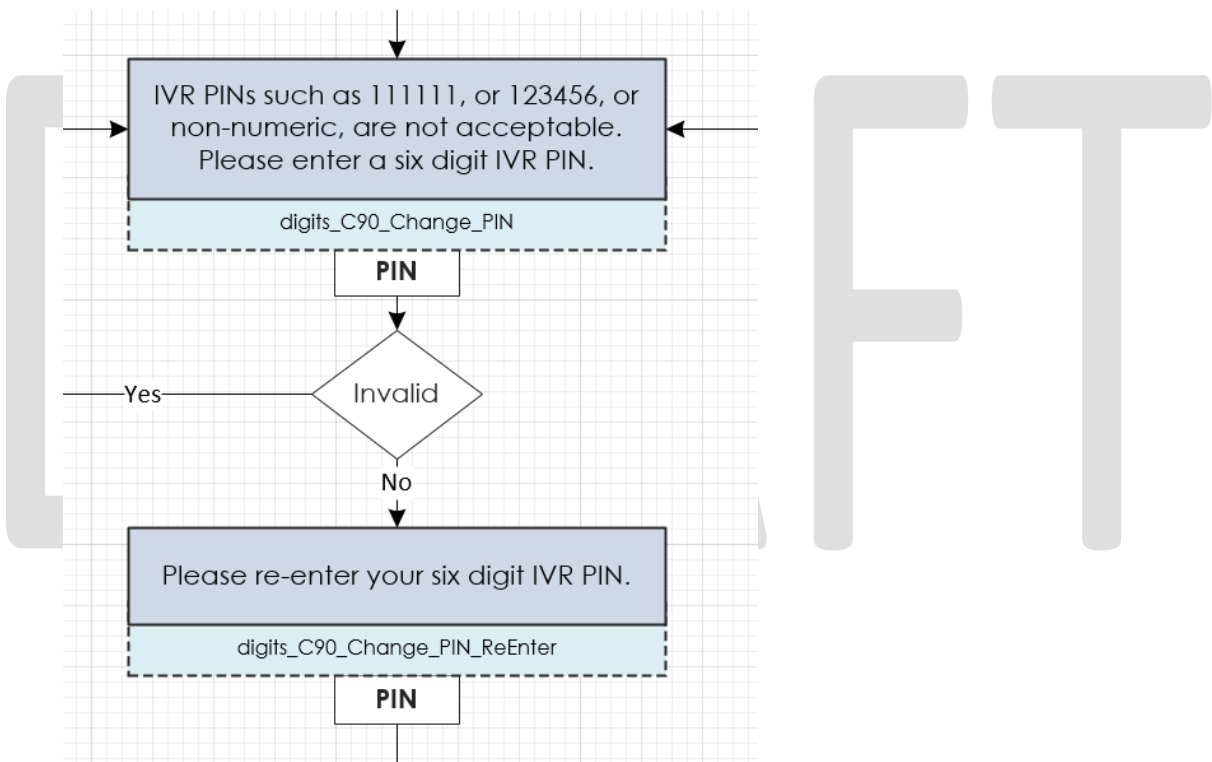 IVR PINs such as 111111, or 123456, or
non-numeric, are not acceptable.
Please enter a six digit IVR PIN.
digits_C90_Change_PIN
PIN
Invalid
Yes
No
Please re-enter your six digit IVR PIN.
digits_C90_Change_PIN_ReEnter
PIN